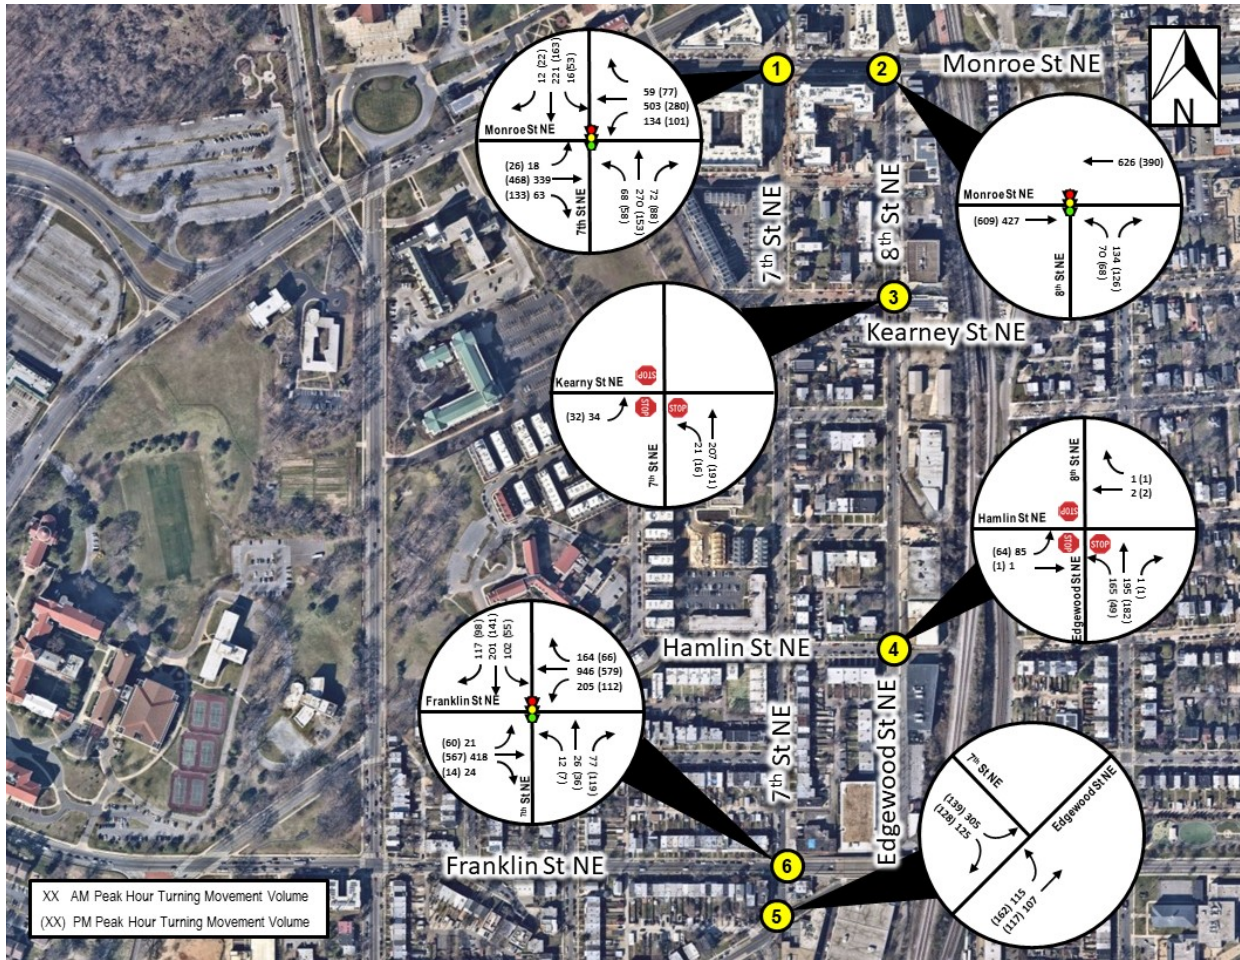 1
2
Monroe St NE
N
7th St NE
8th St NE
3
Kearney St NE
Hamlin St NE
4
7th St NE
Edgewood St NE
6
Franklin St NE
5
12 (22)
221 (163)
16 (53)
59 (77)
503 (280)
134 (101)
Monroe St NE
(26) 18
(468) 339
(133) 63
7th St NE
68 (58)
270 (153)
72 (88)
626 (390)
Monroe St NE
(609) 427
8th St NE
70 (68)
134 (126)
Kearny St NE
STOP
STOP
STOP
(32) 34
7th St NE
21 (16)
207 (191)
8th St NE
1 (1)
2 (2)
Hamlin St NE
STOP
STOP
STOP
(64) 85
(1) 1
Edgewood St NE
165 (49)
195 (182)
1 (1)
117 (98)
201 (141)
102 (55)
164 (66)
946 (579)
205 (112)
Franklin St NE
(60) 21
(567) 418
(14) 24
7th St NE
12 (7)
26 (36)
77 (119)
7th St NE
Edgewood St NE
(139) 305
(128) 125
(162) 115
(117) 107
XX AM Peak Hour Turning Movement Volume
(XX) PM Peak Hour Turning Movement Volume